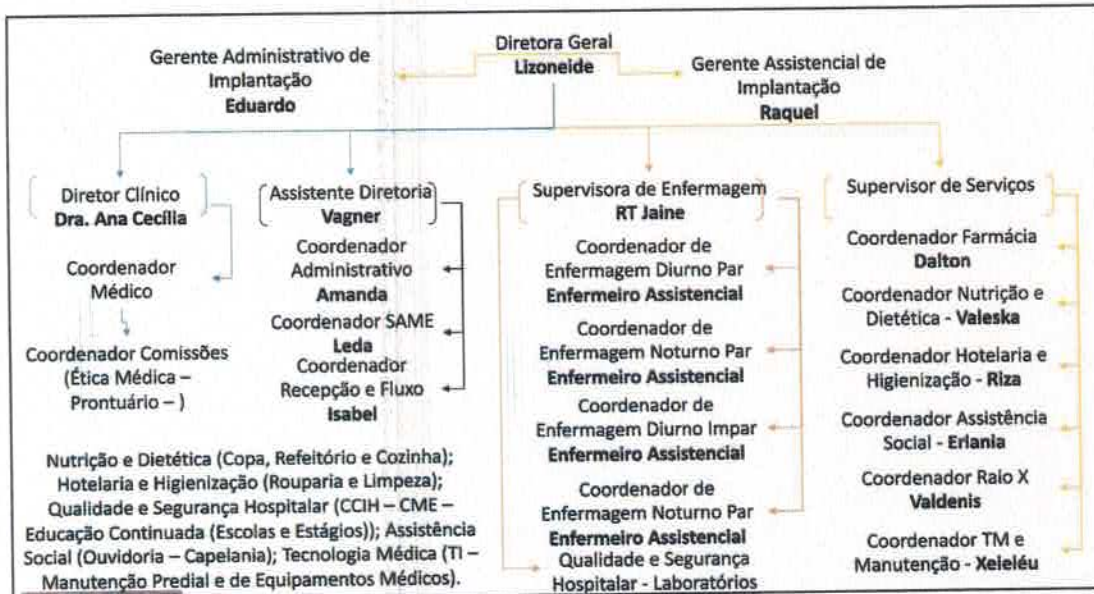 Diretora Geral
Lizoneide
Gerente Administrativo de
Implantação
Eduardo
Gerente Assistencial de
Implantação
Raquel
Diretor Clínico
Dra. Ana Cecília
Coordenador
Médico
Coordenador Comissões
(Ética Médica –
Prontuário – )
Assistente Diretoria
Vagner
Coordenador
Administrativo
Amanda
Coordenador SAME
Leda
Coordenador
Recepção e Fluxo
Isabel
Supervisora de Enfermagem
RT Jaine
Coordenador de
Enfermagem Diurno Par
Enfermeiro Assistencial
Coordenador de
Enfermagem Noturno Par
Enfermeiro Assistencial
Coordenador de
Enfermagem Diurno Impar
Enfermeiro Assistencial
Coordenador de
Enfermagem Noturno Par
Enfermeiro Assistencial
Qualidade e Segurança
Hospitalar - Laboratórios
Supervisor de Serviços
Coordenador Farmácia
Dalton
Coordenador Nutrição e
Dietética - Valeska
Coordenador Hotelaria e
Higienização - Riza
Coordenador Assistência
Social - Erlania
Coordenador Raio X
Valdenis
Coordenador TM e
Manutenção - Xeleléu
Nutrição e Dietética (Copa, Refeitório e Cozinha);
Hotelaria e Higienização (Rouparia e Limpeza);
Qualidade e Segurança Hospitalar (CCIH – CME –
Educação Continuada (Escolas e Estágios)); Assistência
Social (Ouvidoria – Capelania); Tecnologia Médica (TI –
Manutenção Predial e de Equipamentos Médicos).